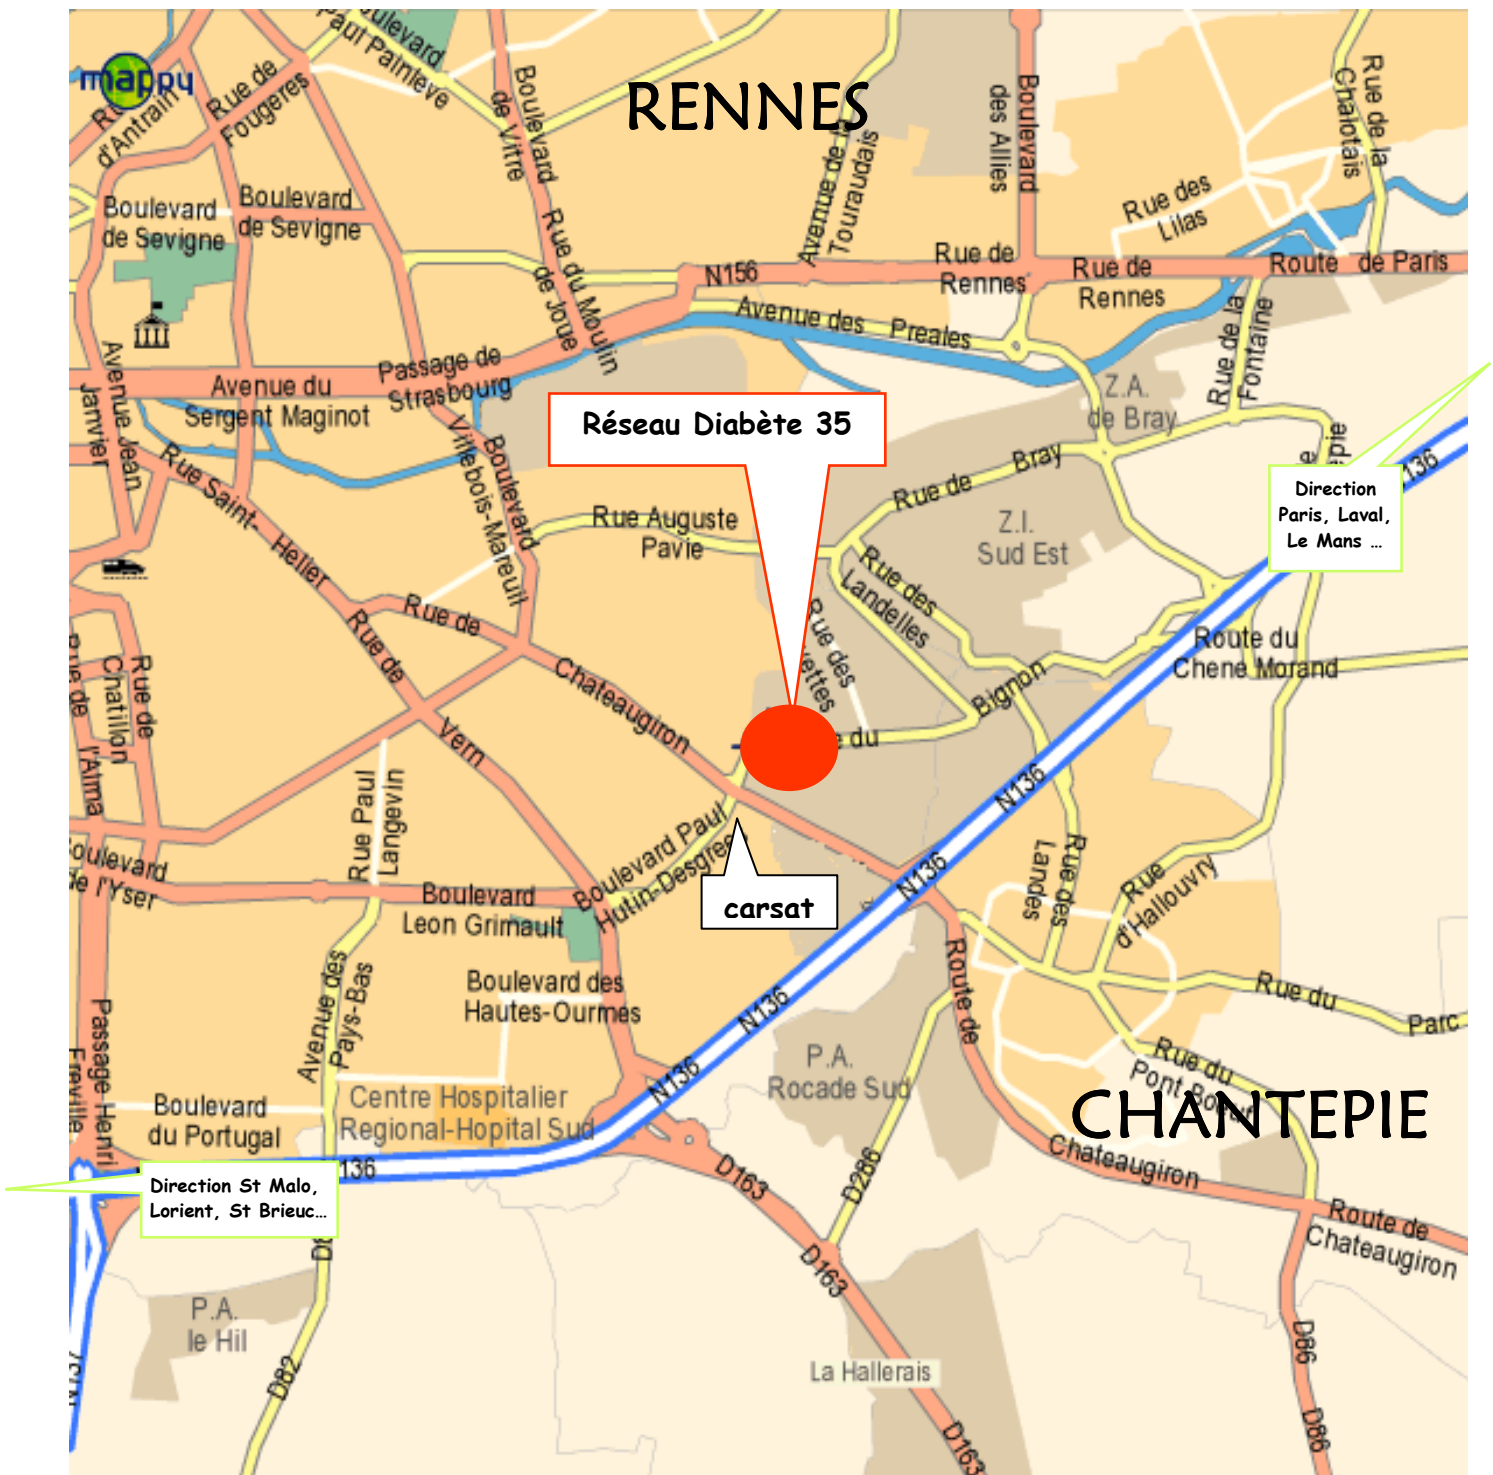 mappy
RENNES
Boulevard
Paul Painleve
Rue de
Fougeres
d'Antrain
Boulevard
de Vitre
Avenue de
Touraudais
Boulevard
des Allies
Rue de la
Chalotais
Rue des
Lilas
Boulevard
de Sevigne
Boulevard
de Sevigne
Rue du Moulin
de Joue
N156
Rue de
Rennes
Rue de
Rennes
Route de Paris
Avenue des Preales
Rue de la
Fontaine
Passage de
Strasbourg
Avenue du
Sergent Maginot
Avenue Jean
Janvier
Z.A.
de Bray
Réseau Diabète 35
Boulevard
Villebois-Mareuil
Rue Saint-
Helier
Rue Auguste
Pavie
Rue de Bray
Z.I.
Sud Est
Direction
Paris, Laval,
Le Mans ...
136
Rue des
Landelles
Rue des
Rue de
Chateaugiron
Rue de
Vern
Route du
Chene Morand
Bignon
du
Rue de
Chatillon
Rue de
l'Alma
Rue Paul
Langevin
N136
Boulevard Paul
Hutin-Desgrees
carsat
N136
Rue des
Landes
Rue
d'Hallouvry
Boulevard
de l'Yser
Boulevard
Leon Grimault
Boulevard des
Hautes-Ourmes
Avenue des
Pays-Bas
N136
Route de
Rue du
Parc
Passage Henri
Freville
N136
P.A.
Rocade Sud
Rue du
Pont Boeuf
CHANTEPIE
Boulevard
du Portugal
Centre Hospitalier
Regional-Hopital Sud
Chateaugiron
136
Direction St Malo,
Lorient, St Brieuc...
D163
D286
Route de
Chateaugiron
D163
P.A.
le Hil
La Hallerais
D82
D86
D86
D163